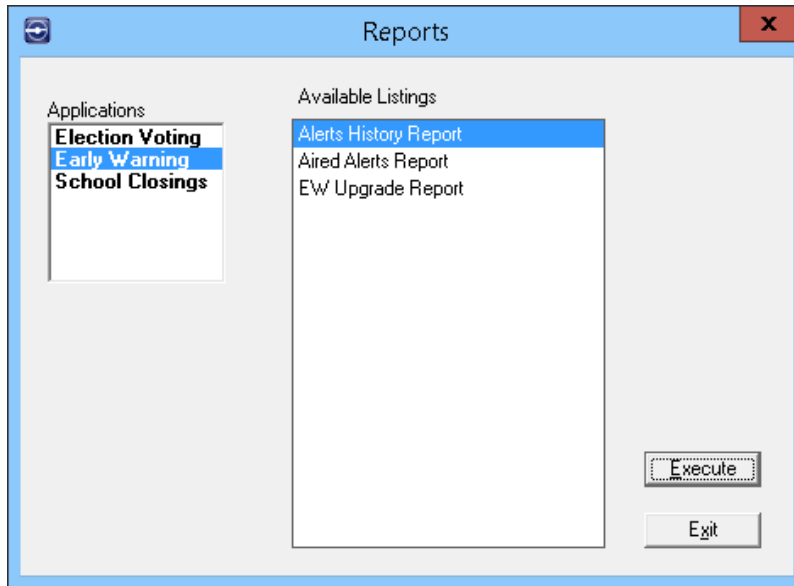 Reports
x
Applications
Election Voting
Early Warning
School Closings
Available Listings
Alerts History Report
Aired Alerts Report
EW Upgrade Report
Execute
Exit